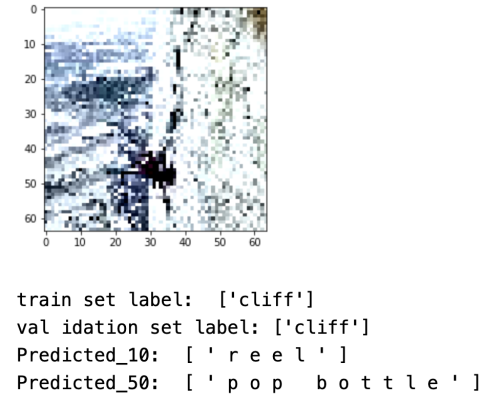 0
10
20
30
40
50
60
0 10 20 30 40 50 60
train set label: ['cliff']
val idation set label: ['cliff']
Predicted_10: [ ' r e e l ' ]
Predicted_50: [ ' p o p   b o t t l e ' ]